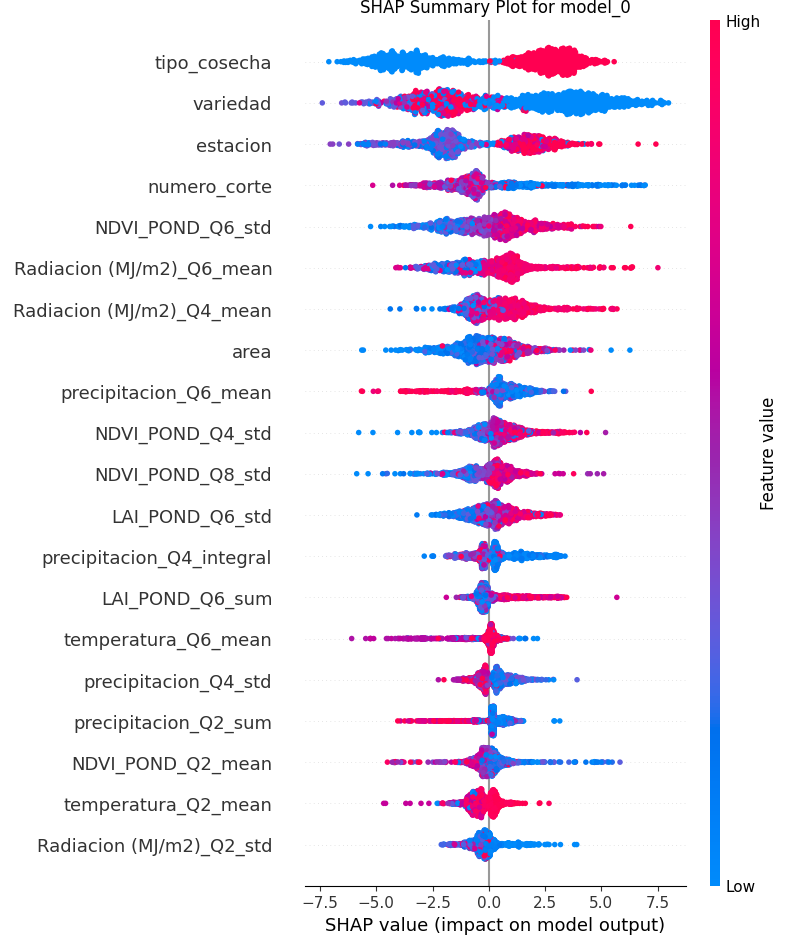 SHAP Summary Plot for model_0
High
tipo_cosecha
variedad
estacion
numero_corte
NDVI_POND_Q6_std
Radiacion (MJ/m2)_Q6_mean
Radiacion (MJ/m2)_Q4_mean
area
precipitacion_Q6_mean
NDVI_POND_Q4_std
NDVI_POND_Q8_std
LAI_POND_Q6_std
precipitacion_Q4_integral
LAI_POND_Q6_sum
temperatura_Q6_mean
precipitacion_Q4_std
precipitacion_Q2_sum
NDVI_POND_Q2_mean
temperatura_Q2_mean
Radiacion (MJ/m2)_Q2_std
Feature value
Low
−7.5 −5.0 −2.5 0.0 2.5 5.0 7.5
SHAP value (impact on model output)